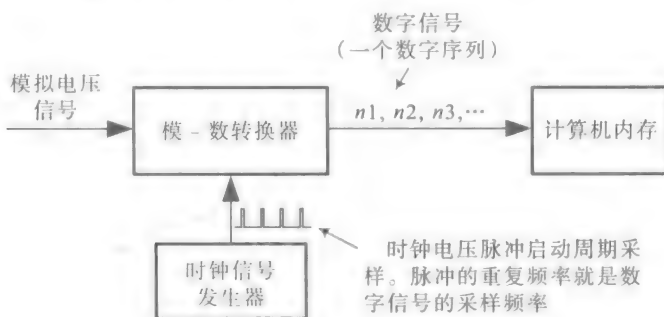 数字信号
（一个数字序列）
模拟电压
信号
模-数转换器
n1, n2, n3,…
计算机内存
时钟信号
发生器
时钟电压脉冲启动周期采
样。脉冲的重复频率就是数
字信号的采样频率